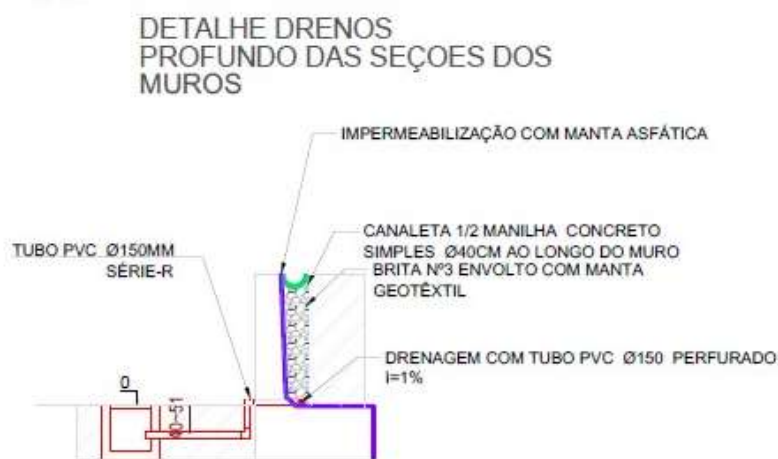 DETALHE DRENOS
PROFUNDO DAS SEÇOES DOS
MUROS
IMPERMEABILIZAÇÃO COM MANTA ASFÁTICA
CANALETA 1/2 MANILHA CONCRETO
SIMPLES Ø40CM AO LONGO DO MURO
BRITA Nº3 ENVOLTO COM MANTA
GEOTÊXTIL
TUBO PVC Ø150MM
SÉRIE-R
DRENAGEM COM TUBO PVC Ø150 PERFURADO
I=1%
0